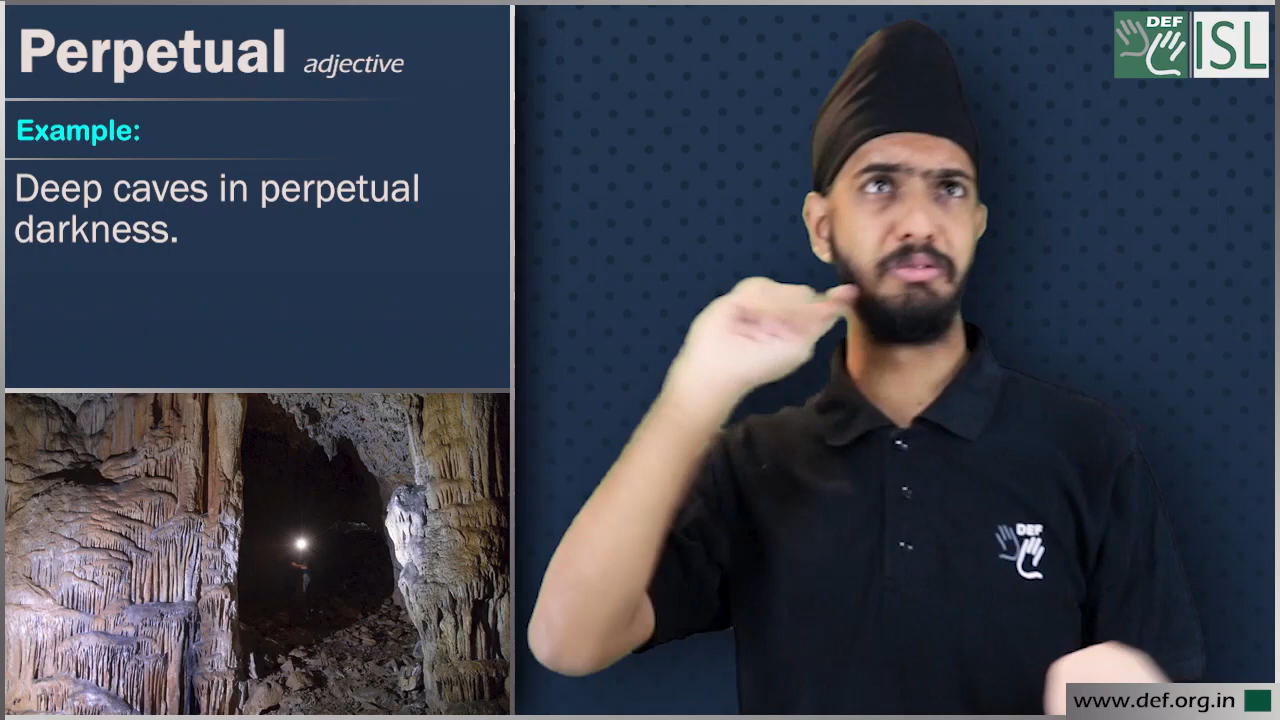 Perpetual adjective
Example:
Deep caves in perpetual
darkness.
DEF
ISL
DEF
www.def.org.in